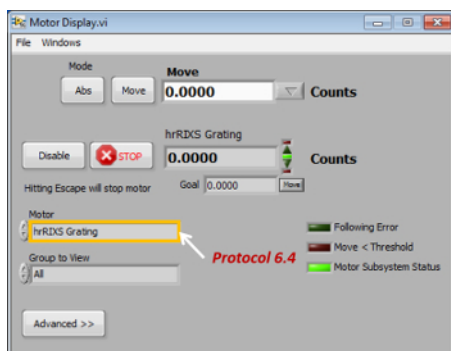 Motor Display.vi
File Windows
Mode
Move
Abs Move 0.0000 Counts
hrRIXS Grating
Disable STOP 0.0000 Counts
Hitting Escape will stop motor Goal 0.0000 Move
Motor
hrRIXS Grating
Following Error
Protocol 6.4
Move < Threshold
Group to View
All
Motor Subsystem Status
Advanced >>